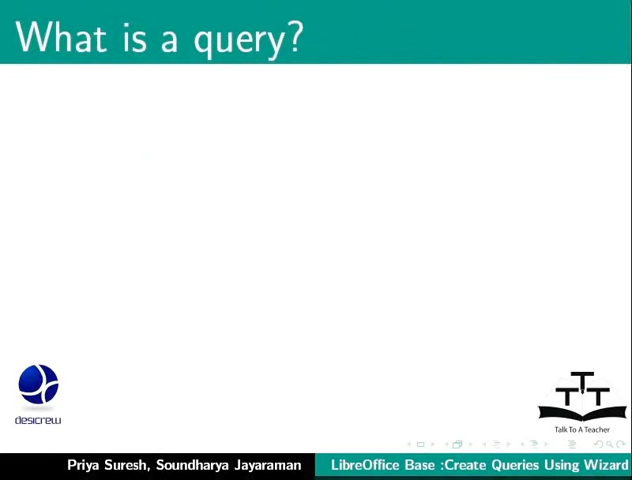 What is a query?
desicrew
T
T T
Talk To A Teacher
Priya Suresh, Soundharya Jayaraman
LibreOffice Base :Create Queries Using Wizard